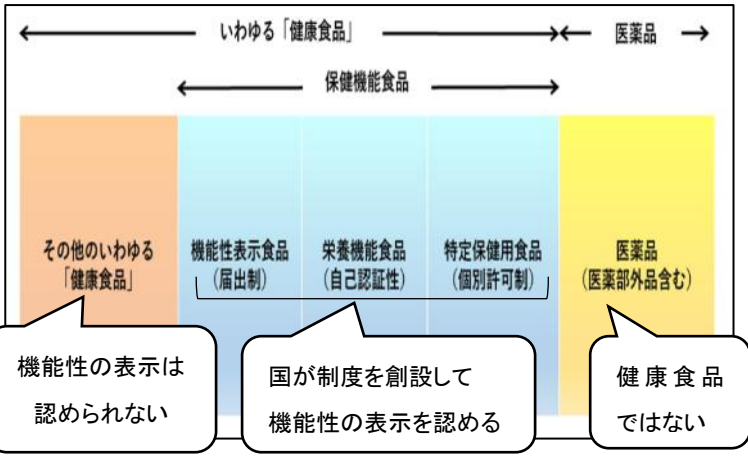 いわゆる「健康食品」
医薬品
保健機能食品
その他のいわゆる
「健康食品」
機能性表示食品
(届出制)
栄養機能食品
(自己認証性)
特定保健用食品
(個別許可制)
医薬品
(医薬部外品含む)
機能性の表示は
認められない
国が制度を創設して
機能性の表示を認める
健康食品
ではない